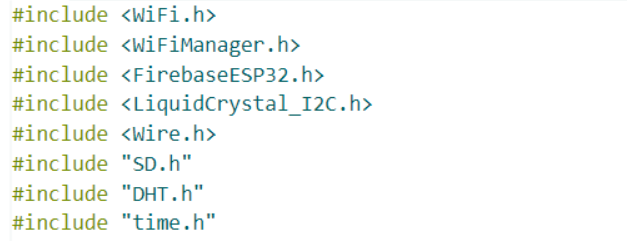 #include <WiFi.h>
#include <WiFiManager.h>
#include <FirebaseESP32.h>
#include <LiquidCrystal_I2C.h>
#include <Wire.h>
#include "SD.h"
#include "DHT.h"
#include "time.h"